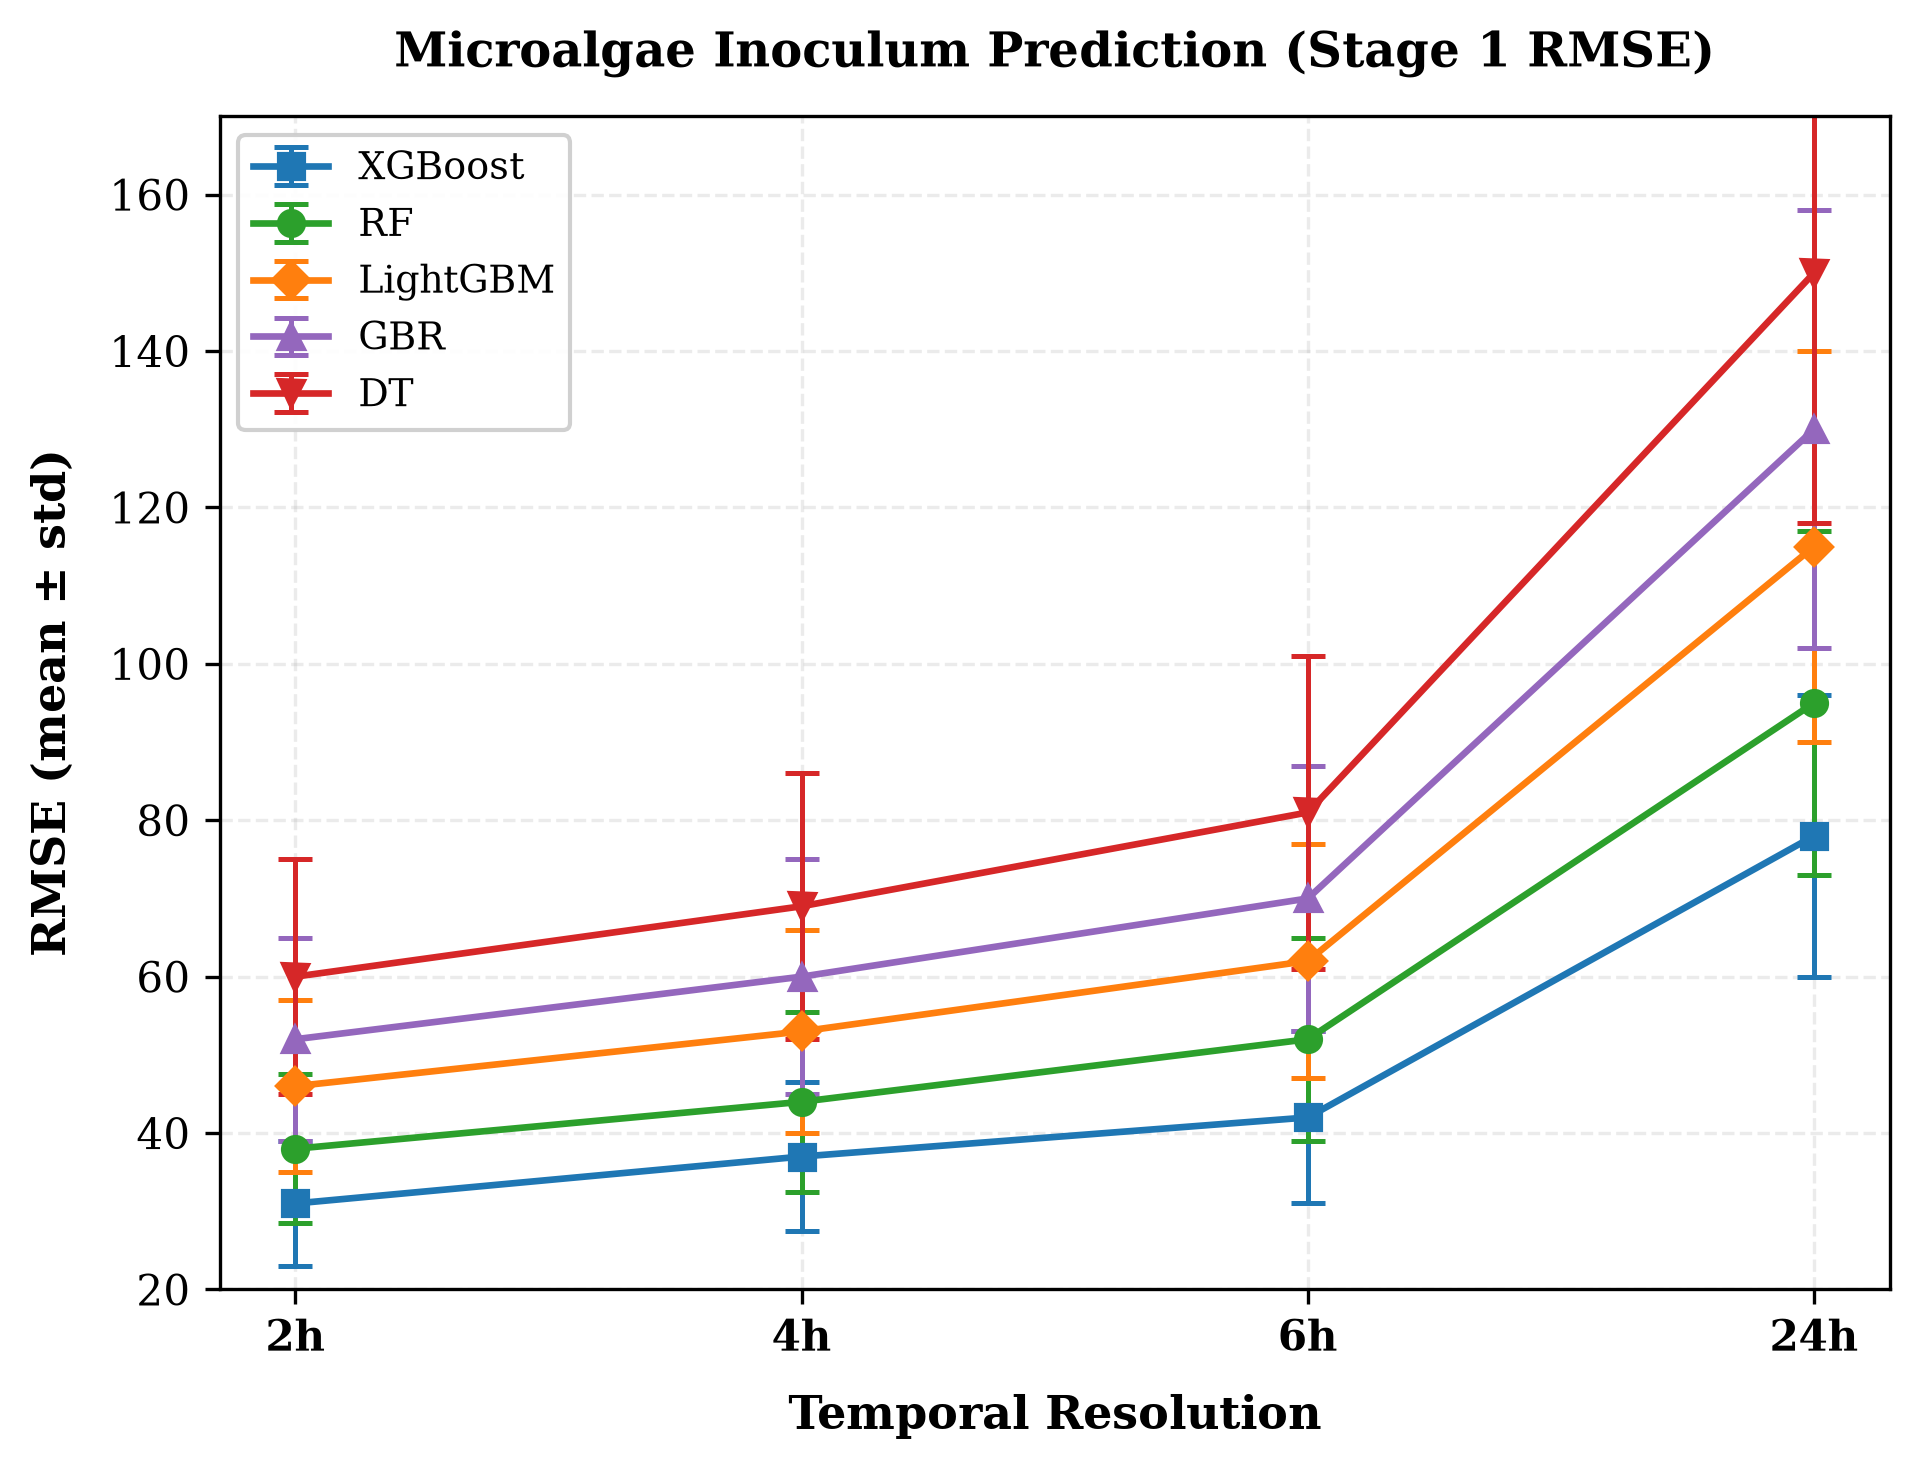 Microalgae Inoculum Prediction (Stage 1 RMSE)
XGBoost
RF
LightGBM
GBR
DT
RMSE (mean ± std)
160
140
120
100
80
60
40
20
2h 4h 6h 24h
Temporal Resolution